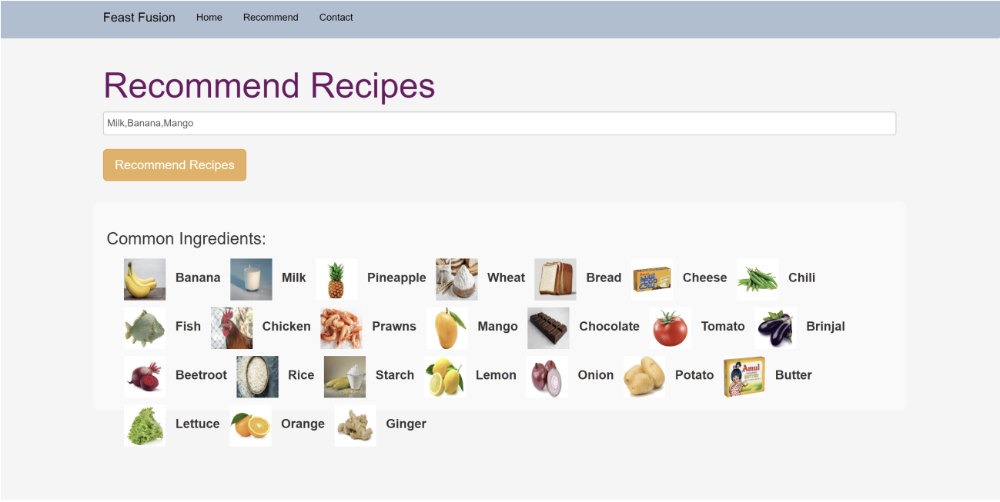 Feast Fusion Home Recommend Contact
Recommend Recipes
Milk,Banana,Mango
Recommend Recipes
Common Ingredients:
Banana Milk Pineapple Wheat Bread Cheese Chili
Fish Chicken Prawns Mango Chocolate Tomato Brinjal
Beetroot Rice Starch Lemon Onion Potato Amul Butter
Lettuce Orange Ginger